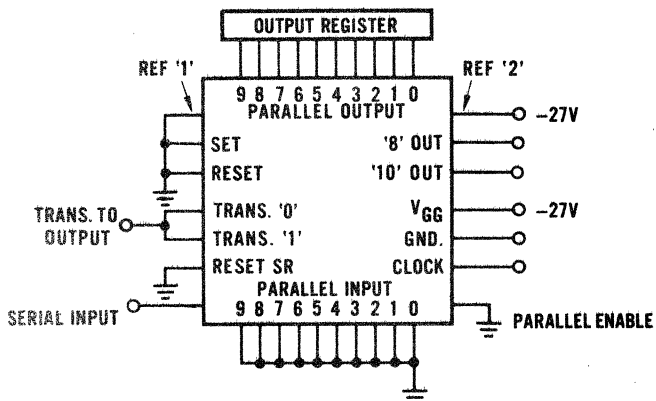 OUTPUT REGISTER
REF '1'
REF '2'
9 8 7 6 5 4 3 2 1 0
PARALLEL OUTPUT
-27V
SET
'8' OUT
RESET
'10' OUT
TRANS. TO
OUTPUT
TRANS. '0'
VGG
-27V
TRANS. '1'
GND.
RESET SR
CLOCK
SERIAL INPUT
PARALLEL INPUT
9 8 7 6 5 4 3 2 1 0
PARALLEL ENABLE